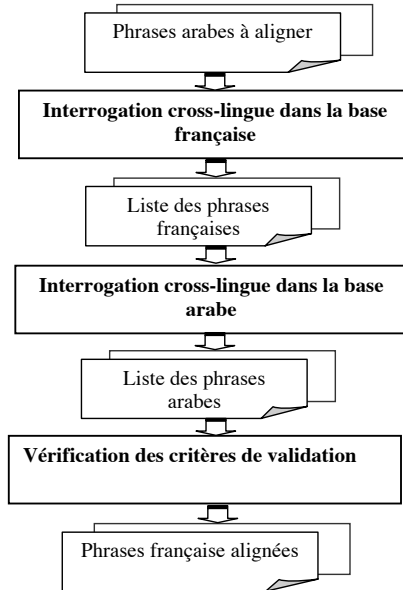 Phrases arabes à aligner
Interrogation cross-lingue dans la base
française
Liste des phrases
françaises
Interrogation cross-lingue dans la base
arabe
Liste des phrases
arabes
Vérification des critères de validation
Phrases française alignées